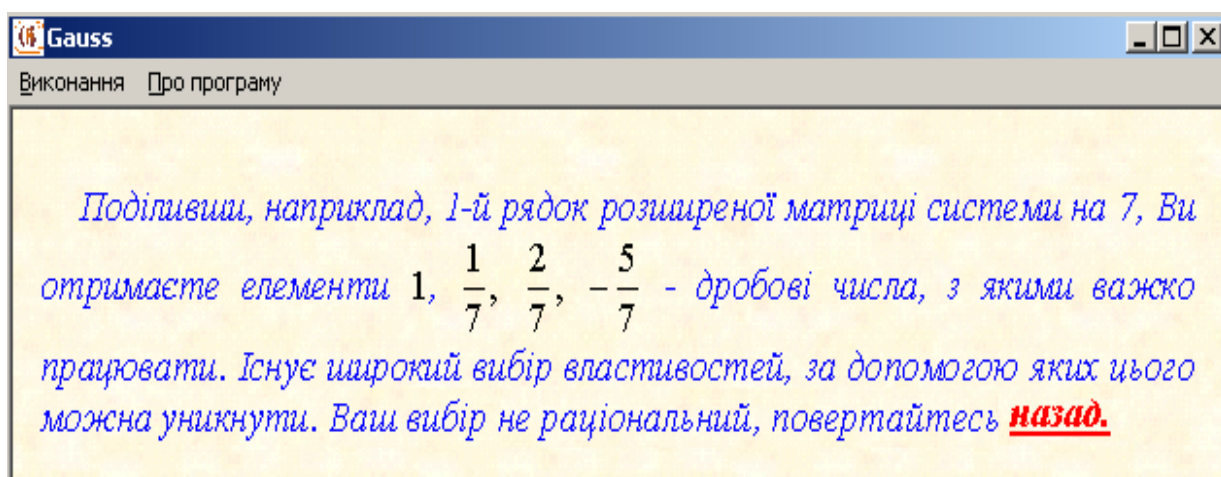 Gauss
Виконання Про програму
Поділивши, наприклад, 1-й рядок розширеної матриці системи на 7, Ви
отримаєте елементи 1, 1/7, 2/7, −5/7 - дробові числа, з якими важко
працювати. Існує широкий вибір властивостей, за допомогою яких цього
можна уникнути. Ваш вибір не раціональний, повертайтесь назад.